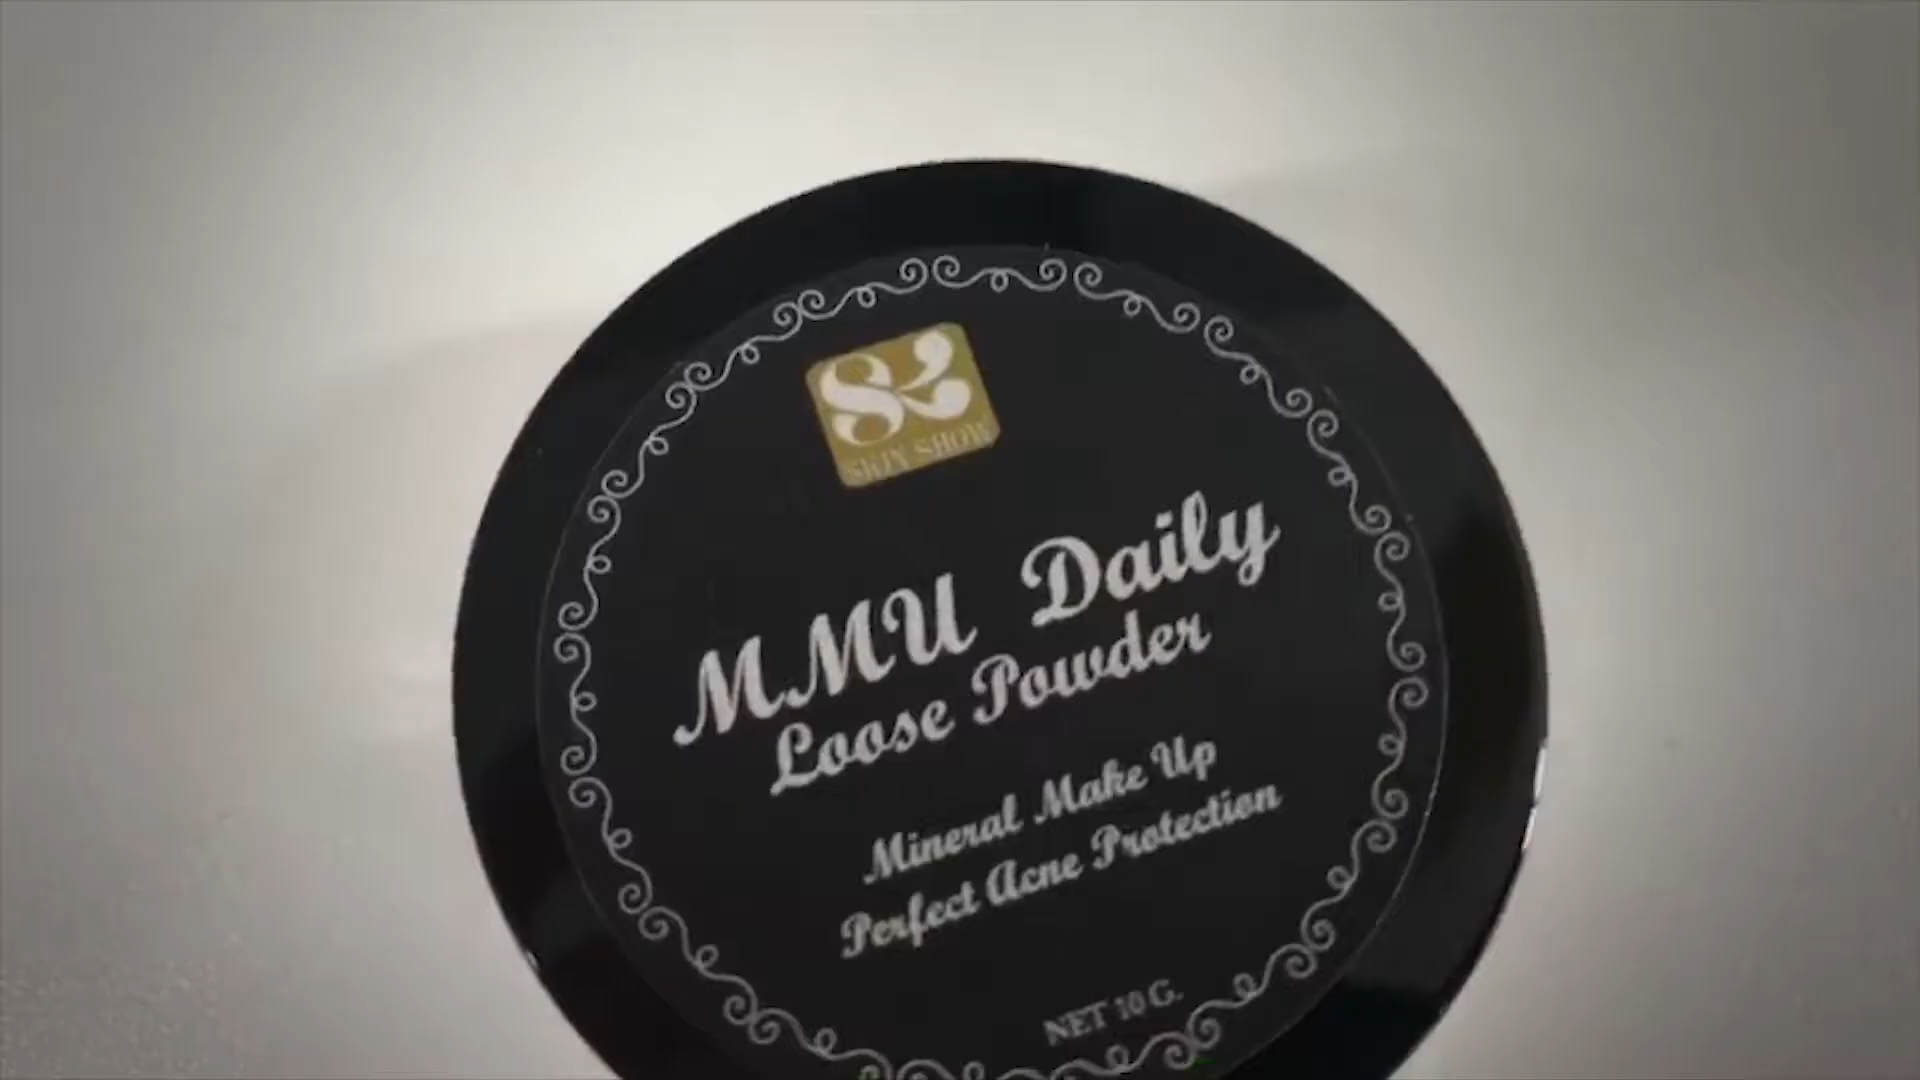 SKIN SHOW
MMU Daily
Loose Powder
Mineral Make Up
Perfect Acne Protection
NET 10 G.